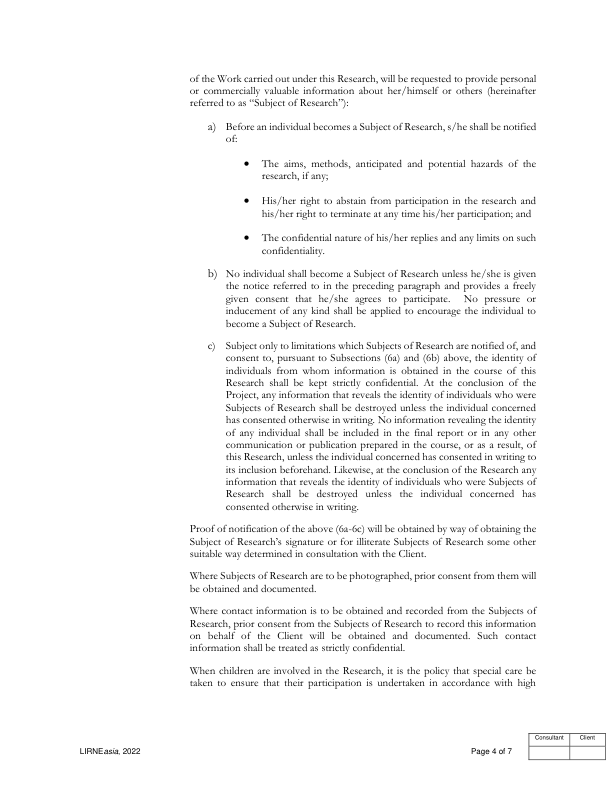 of the Work carried out under this Research, will be requested to provide personal
or commercially valuable information about her/himself or others (hereinafter
referred to as “Subject of Research”):
a) Before an individual becomes a Subject of Research, s/he shall be notified
of:
• The aims, methods, anticipated and potential hazards of the
research, if any;
• His/her right to abstain from participation in the research and
his/her right to terminate at any time his/her participation; and
• The confidential nature of his/her replies and any limits on such
confidentiality.
b) No individual shall become a Subject of Research unless he/she is given
the notice referred to in the preceding paragraph and provides a freely
given consent that he/she agrees to participate. No pressure or
inducement of any kind shall be applied to encourage the individual to
become a Subject of Research.
c) Subject only to limitations which Subjects of Research are notified of, and
consent to, pursuant to Subsections (6a) and (6b) above, the identity of
individuals from whom information is obtained in the course of this
Research shall be kept strictly confidential. At the conclusion of the
Project, any information that reveals the identity of individuals who were
Subjects of Research shall be destroyed unless the individual concerned
has consented otherwise in writing. No information revealing the identity
of any individual shall be included in the final report or in any other
communication or publication prepared in the course, or as a result, of
this Research, unless the individual concerned has consented in writing to
its inclusion beforehand. Likewise, at the conclusion of the Research any
information that reveals the identity of individuals who were Subjects of
Research shall be destroyed unless the individual concerned has
consented otherwise in writing.
Proof of notification of the above (6a-6c) will be obtained by way of obtaining the
Subject of Research’s signature or for illiterate Subjects of Research some other
suitable way determined in consultation with the Client.
Where Subjects of Research are to be photographed, prior consent from them will
be obtained and documented.
Where contact information is to be obtained and recorded from the Subjects of
Research, prior consent from the Subjects of Research to record this information
on behalf of the Client will be obtained and documented. Such contact
information shall be treated as strictly confidential.
When children are involved in the Research, it is the policy that special care be
taken to ensure that their participation is undertaken in accordance with high
LIRNEasia, 2022
Page 4 of 7
Consultant Client